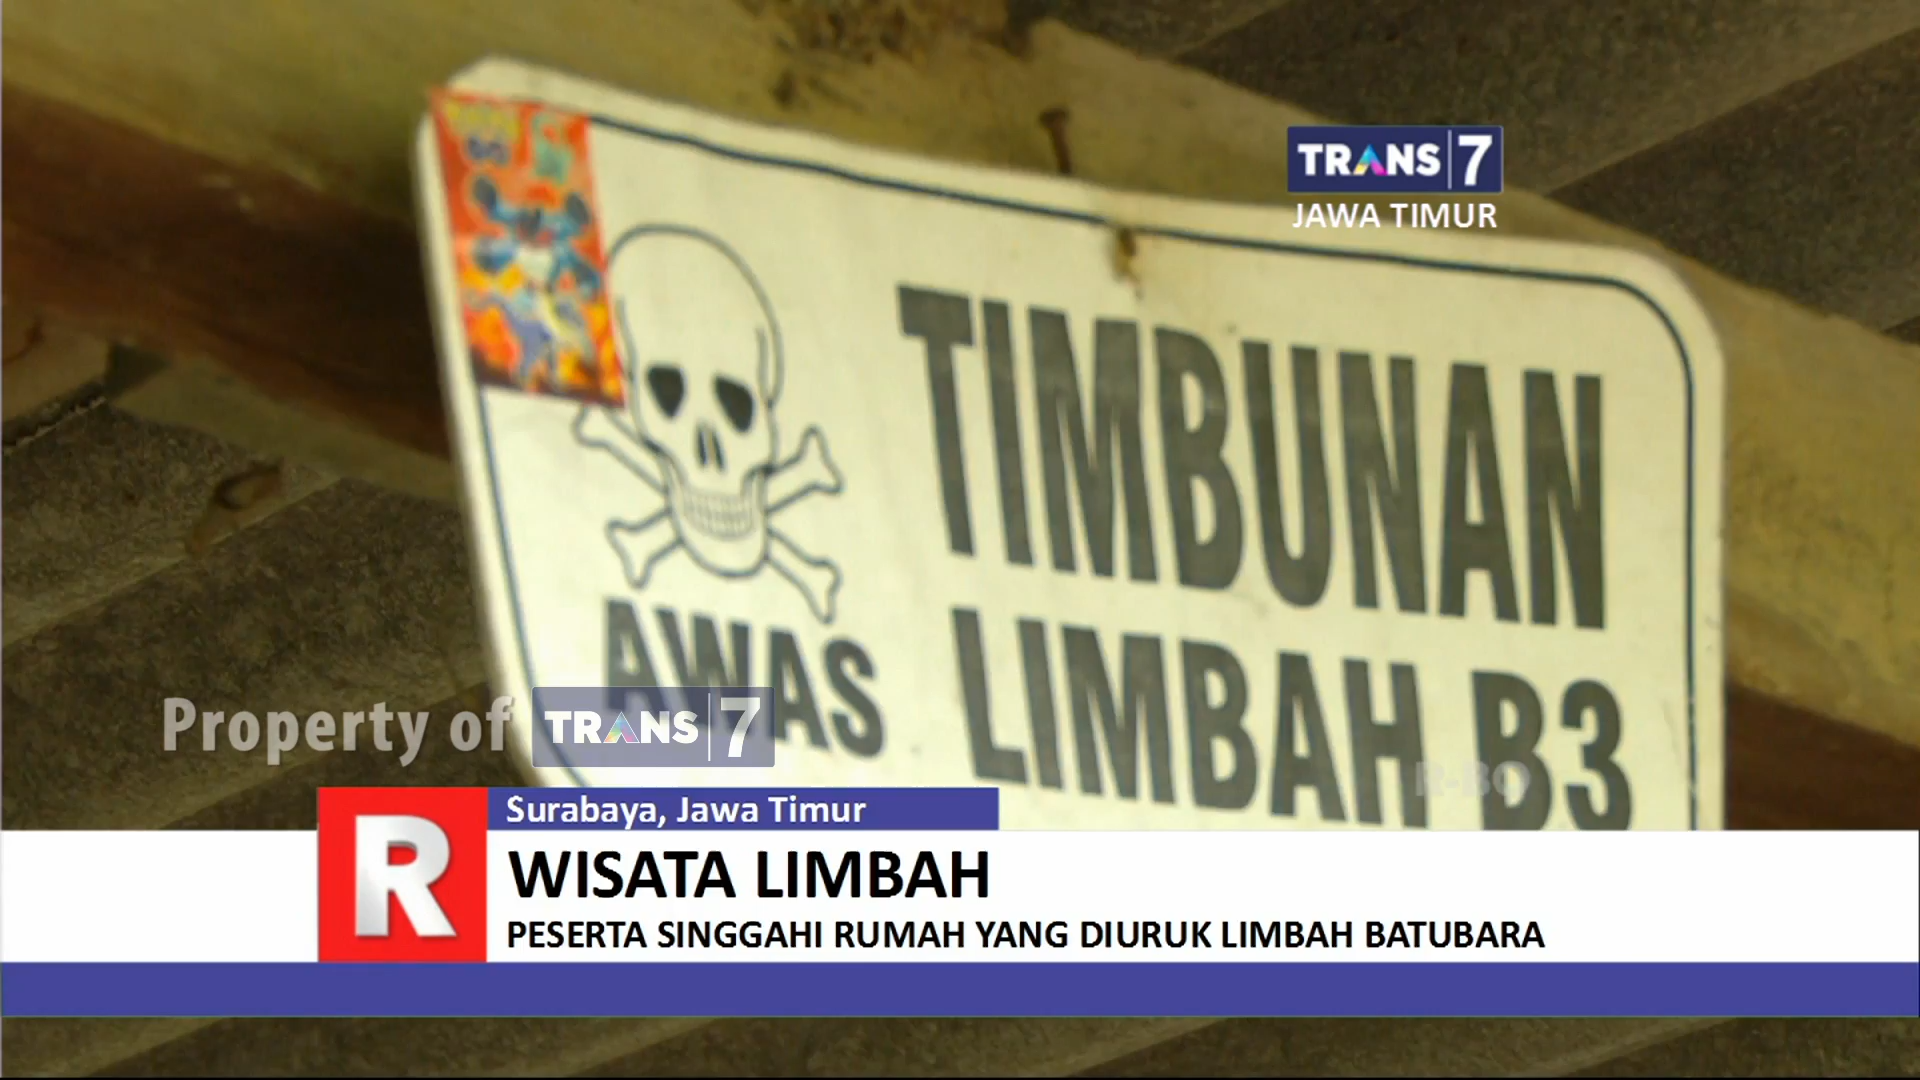 TRANS|7
JAWA TIMUR
TIMBUNAN
AWAS LIMBAH B3
Property of TRANS|7
R-BO
Surabaya, Jawa Timur
R
WISATA LIMBAH
PESERTA SINGGAHI RUMAH YANG DIURUK LIMBAH BATUBARA